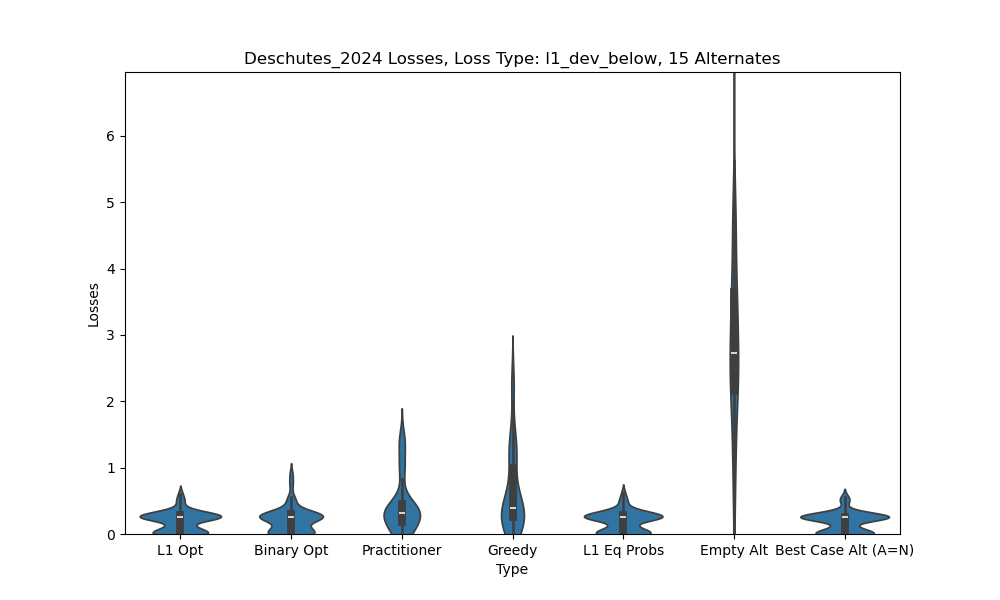 Deschutes_2024 Losses, Loss Type: l1_dev_below, 15 Alternates
6
5
4
3
2
1
0
Losses
L1 Opt Binary Opt Practitioner Greedy L1 Eq Probs Empty Alt Best Case Alt (A=N)
Type